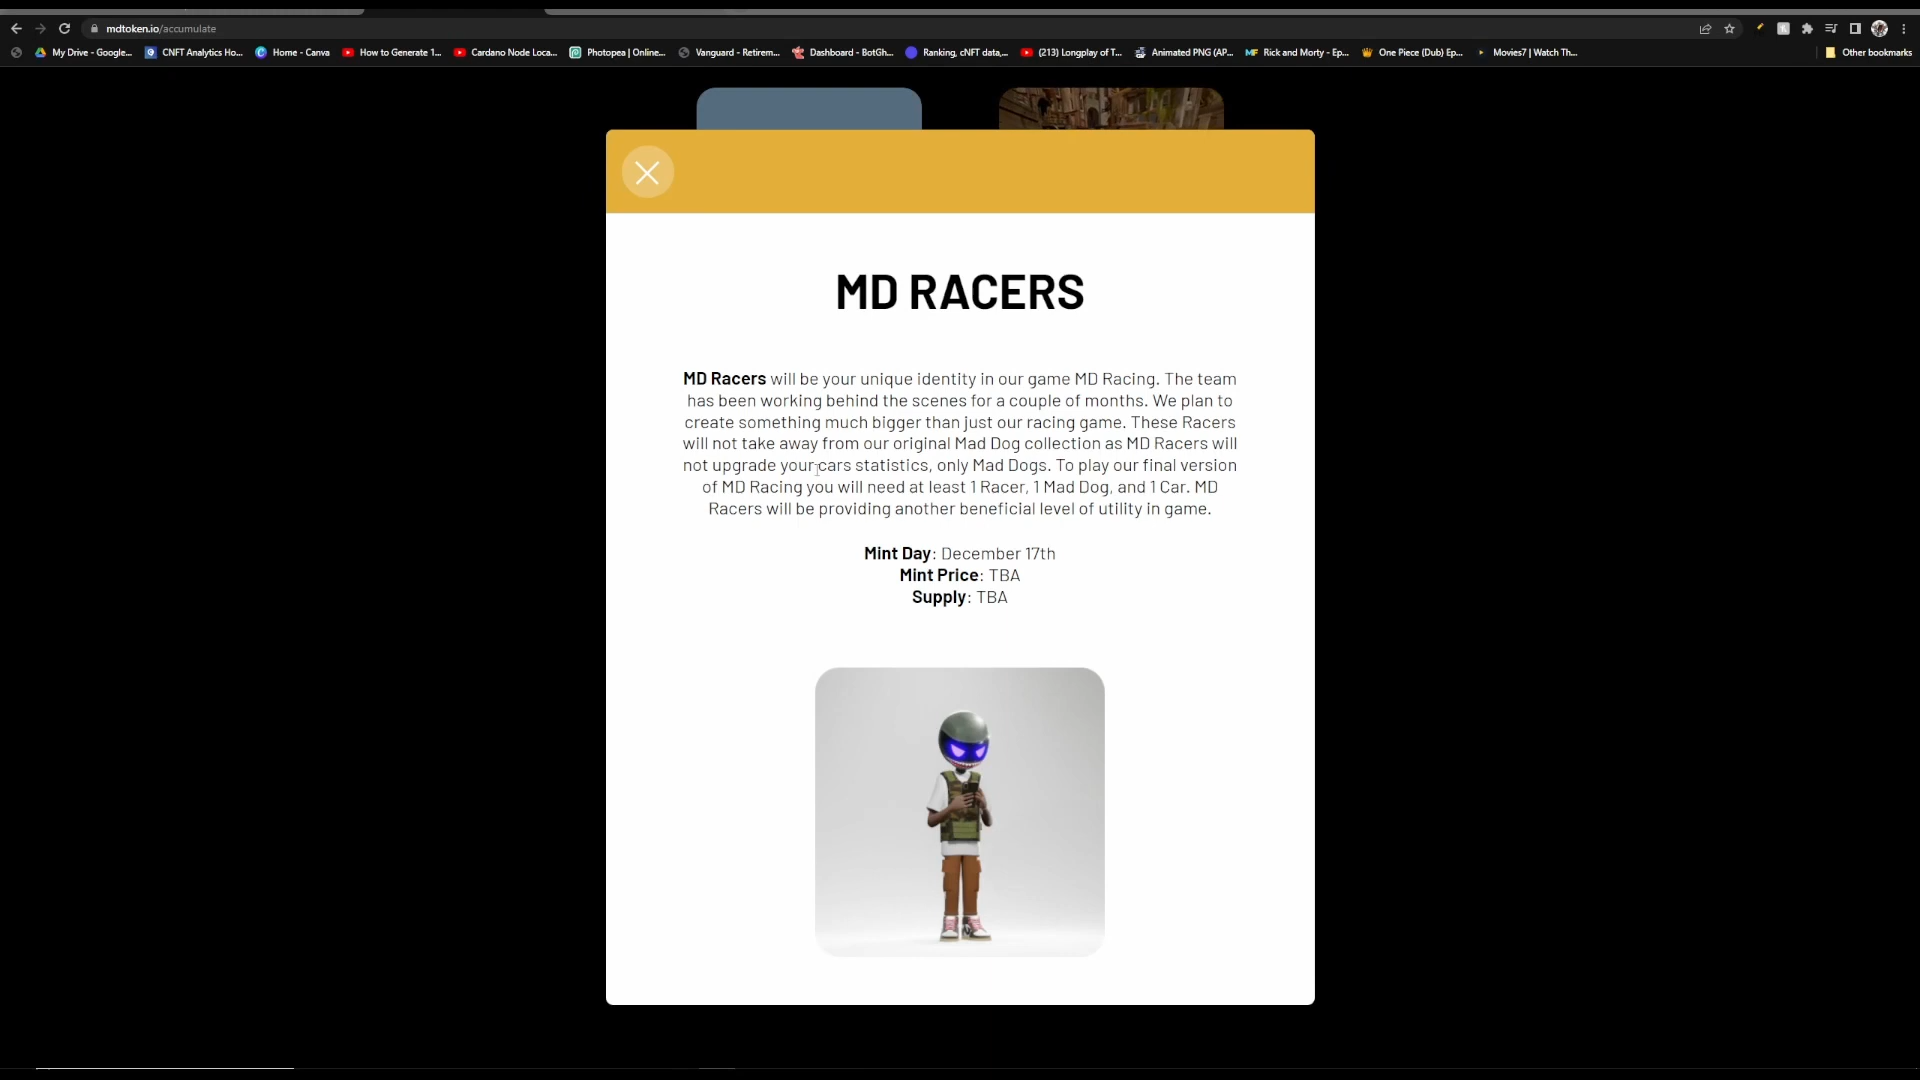 mdtoken.io/accumulate
My Drive - Google... CNFT Analytics Ho... Home - Canva How to Generate 1... Cardano Node Loca... Photopea | Online... Vanguard - Retirem... Dashboard - BotGh... Ranking, cNFT data,... (213) Longplay of T... Animated PNG (AP... Rick and Morty - Ep... One Piece (Dub) Ep... Movies7 | Watch Th... Other bookmarks
MD RACERS
MD Racers will be your unique identity in our game MD Racing. The team
has been working behind the scenes for a couple of months. We plan to
create something much bigger than just our racing game. These Racers
will not take away from our original Mad Dog collection as MD Racers will
not upgrade your cars statistics, only Mad Dogs. To play our final version
of MD Racing you will need at least 1 Racer, 1 Mad Dog, and 1 Car. MD
Racers will be providing another beneficial level of utility in game.
Mint Day: December 17th
Mint Price: TBA
Supply: TBA